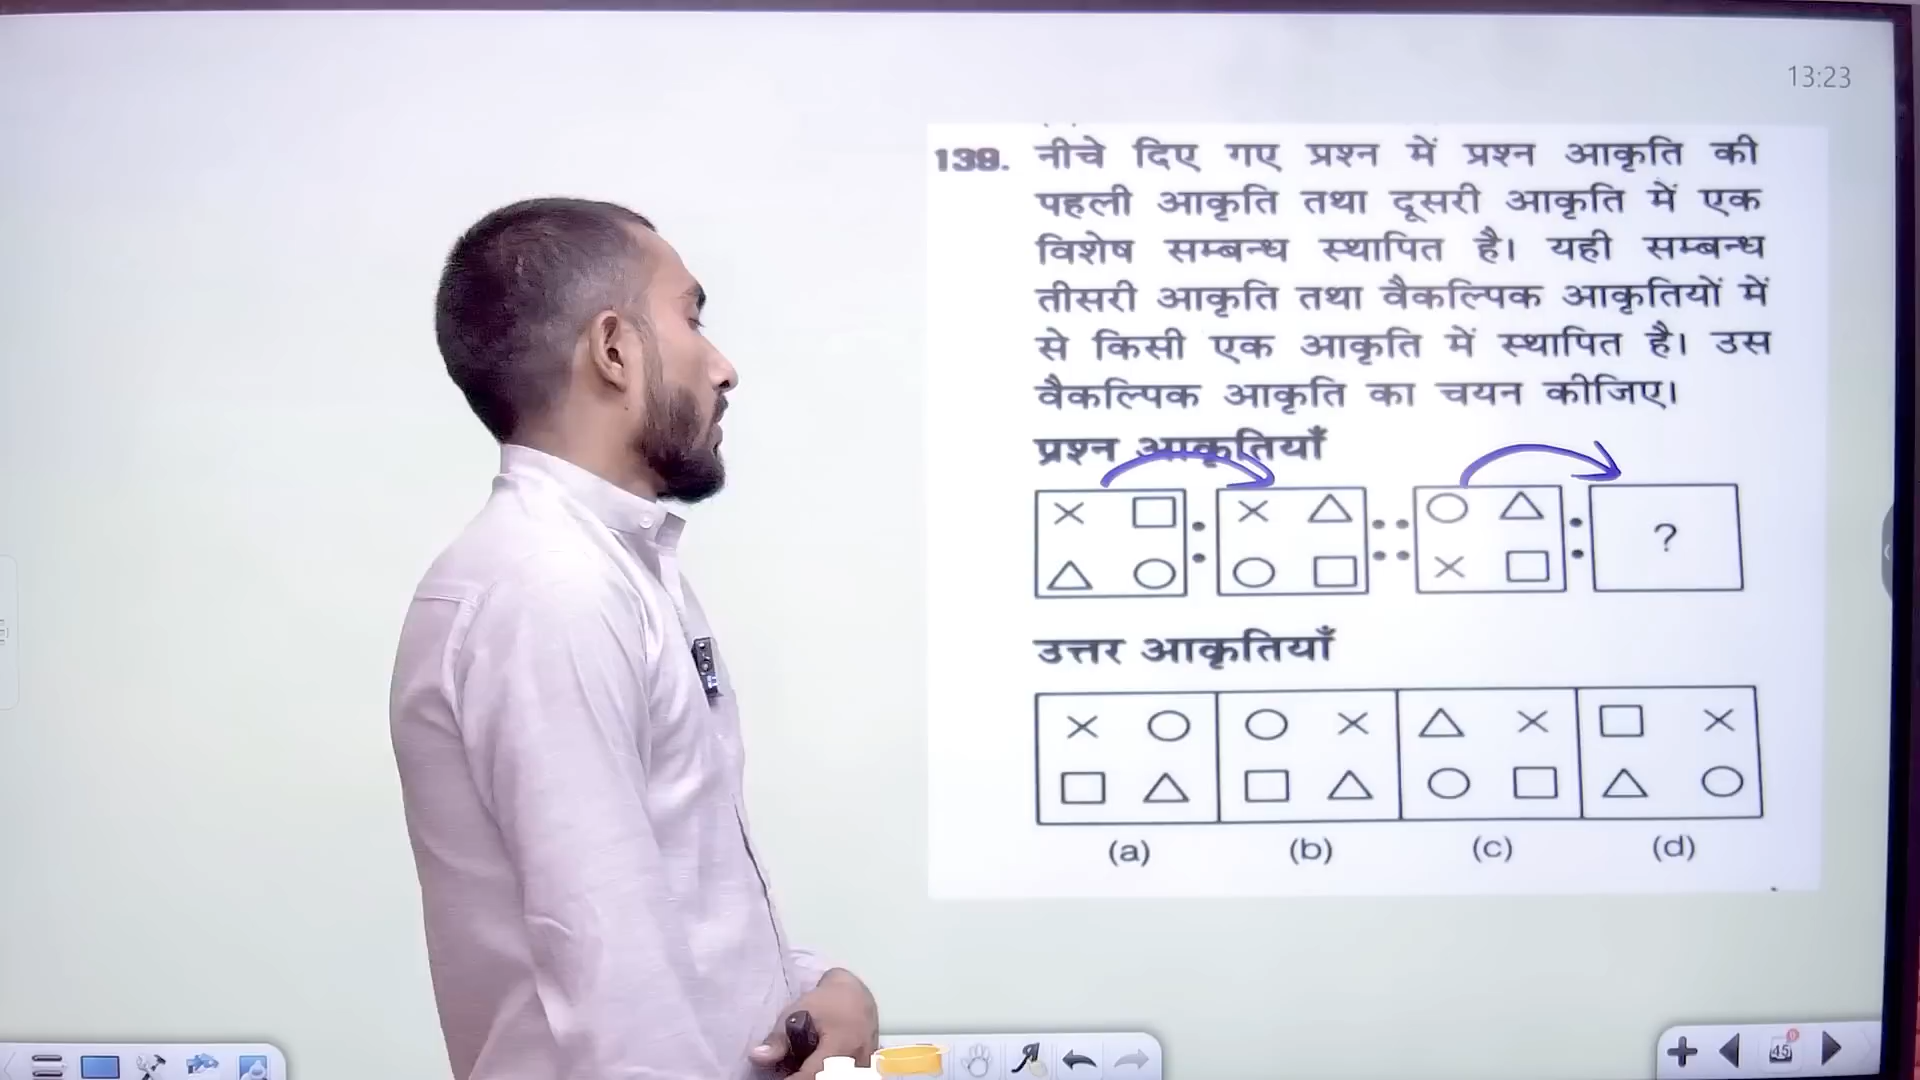 13:23
139. नीचे दिए गए प्रश्न में प्रश्न आकृति की
पहली आकृति तथा दूसरी आकृति में एक
विशेष सम्बन्ध स्थापित है। यही सम्बन्ध
तीसरी आकृति तथा वैकल्पिक आकृतियों में
से किसी एक आकृति में स्थापित है। उस
वैकल्पिक आकृति का चयन कीजिए।
प्रश्न आकृतियाँ
?
उत्तर आकृतियाँ
(a) (b) (c) (d)
45